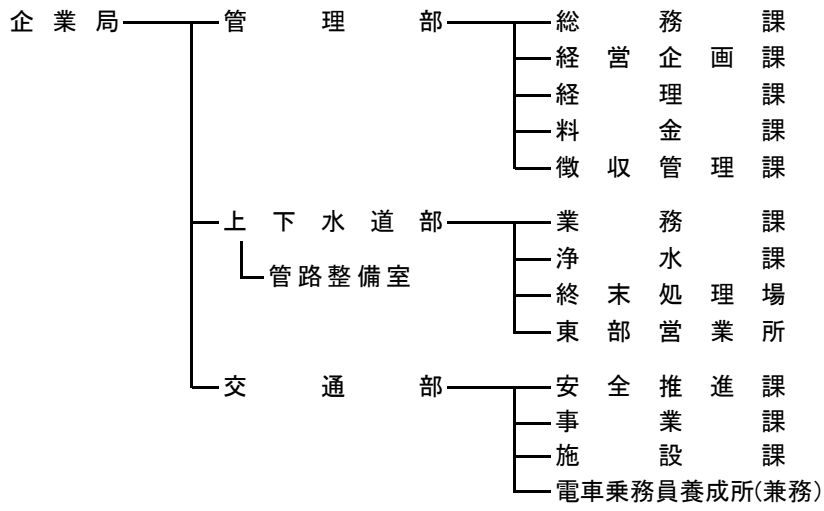 企業局 管理部 総務課
経営企画課
経理課
料金課
徴収管理課
上下水道部 業務課
浄水課
管路整備室
終末処理場
東部営業所
交通部 安全推進課
事業課
施設課
電車乗務員養成所(兼務)